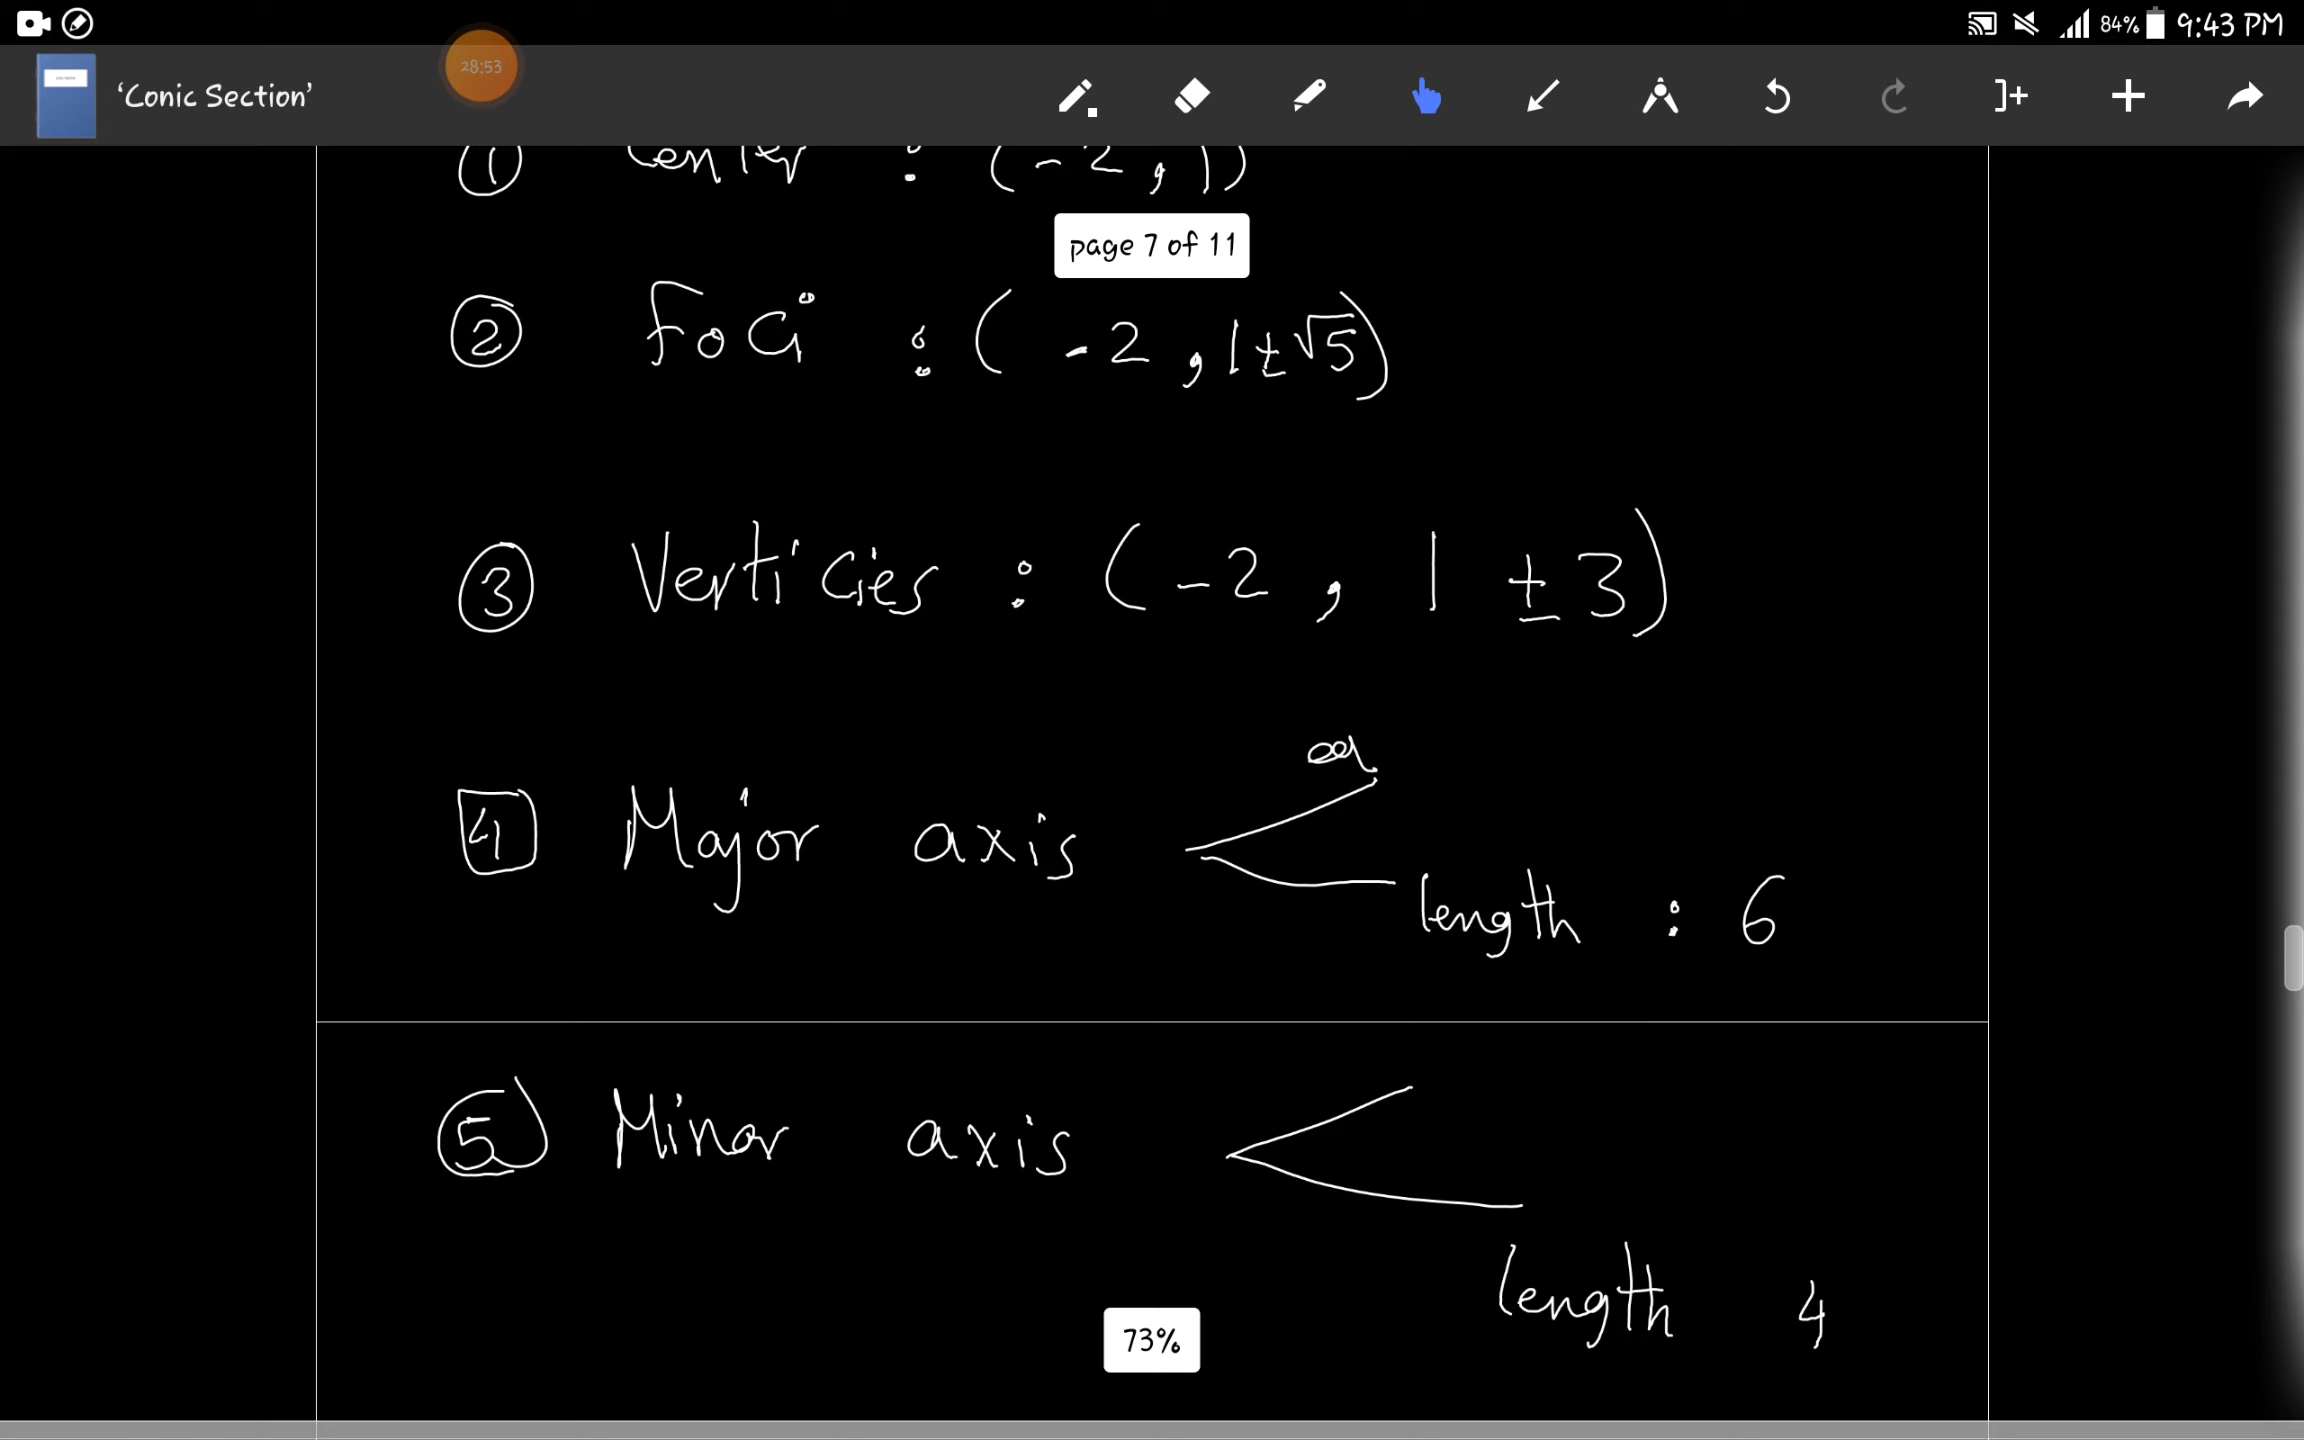 84% 9:43 PM
'Conic Section' 28:53
① Center : (-2, 1)
page 7 of 11
② Foci : (-2, 1±√5)
③ Verticies : (-2, 1 ± 3)
4 Major axis
length : 6
⑤ Minor axis
length 4
73%